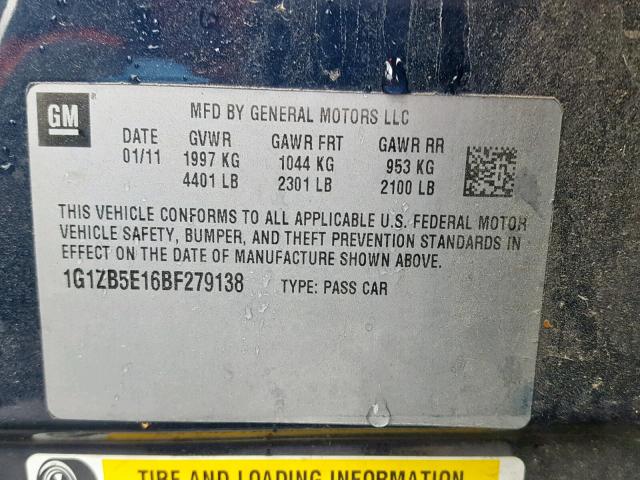 GM
MFD BY GENERAL MOTORS LLC
DATE GVWR GAWR FRT GAWR RR
01/11 1997 KG 1044 KG 953 KG
4401 LB 2301 LB 2100 LB
THIS VEHICLE CONFORMS TO ALL APPLICABLE U.S. FEDERAL MOTOR
VEHICLE SAFETY, BUMPER, AND THEFT PREVENTION STANDARDS IN
EFFECT ON THE DATE OF MANUFACTURE SHOWN ABOVE.
1G1ZB5E16BF279138 TYPE: PASS CAR
TIRE AND LOADING INFORMATION